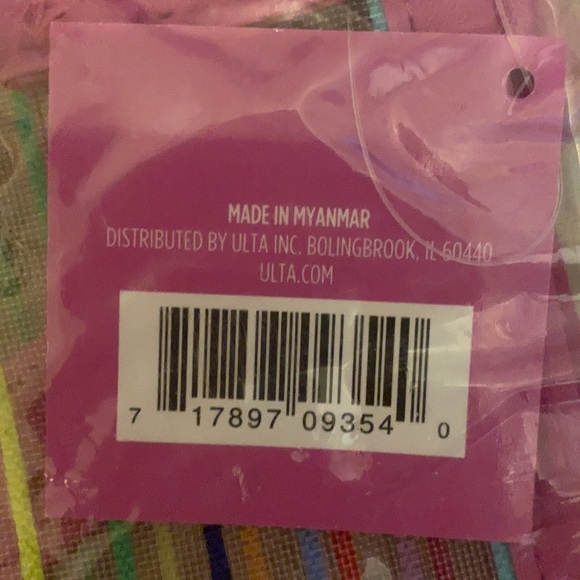 MADE IN MYANMAR
DISTRIBUTED BY ULTA INC. BOLINGBROOK, IL 60440
ULTA.COM
7 17897 09354 0